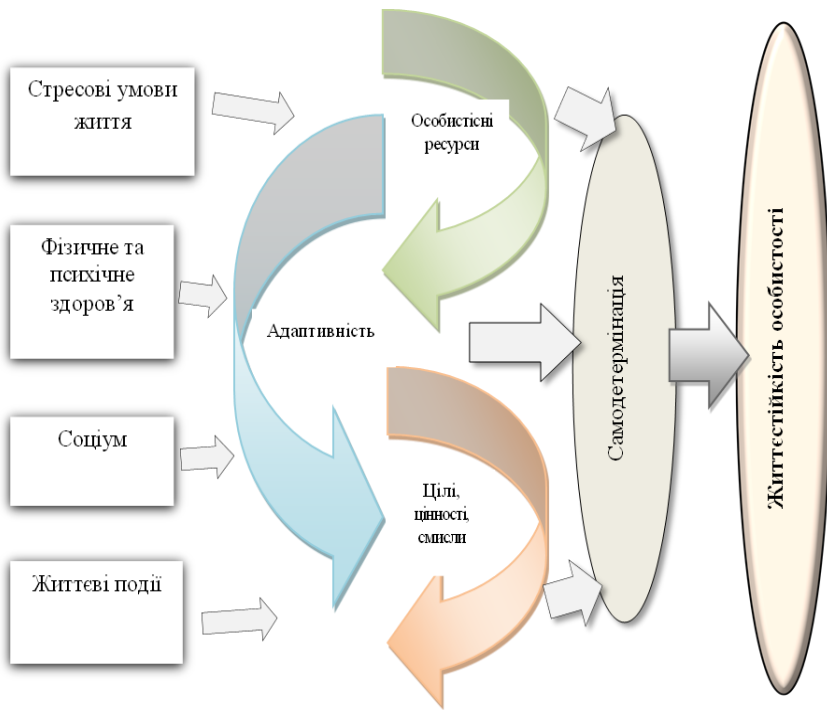 Стресові умови
життя
Фізичне та
психічне
здоров’я
Соціум
Життєві події
Особистісні
ресурси
Адаптивність
Цілі,
цінності,
смисли
Самодетермінація
Життєстійкість особистості